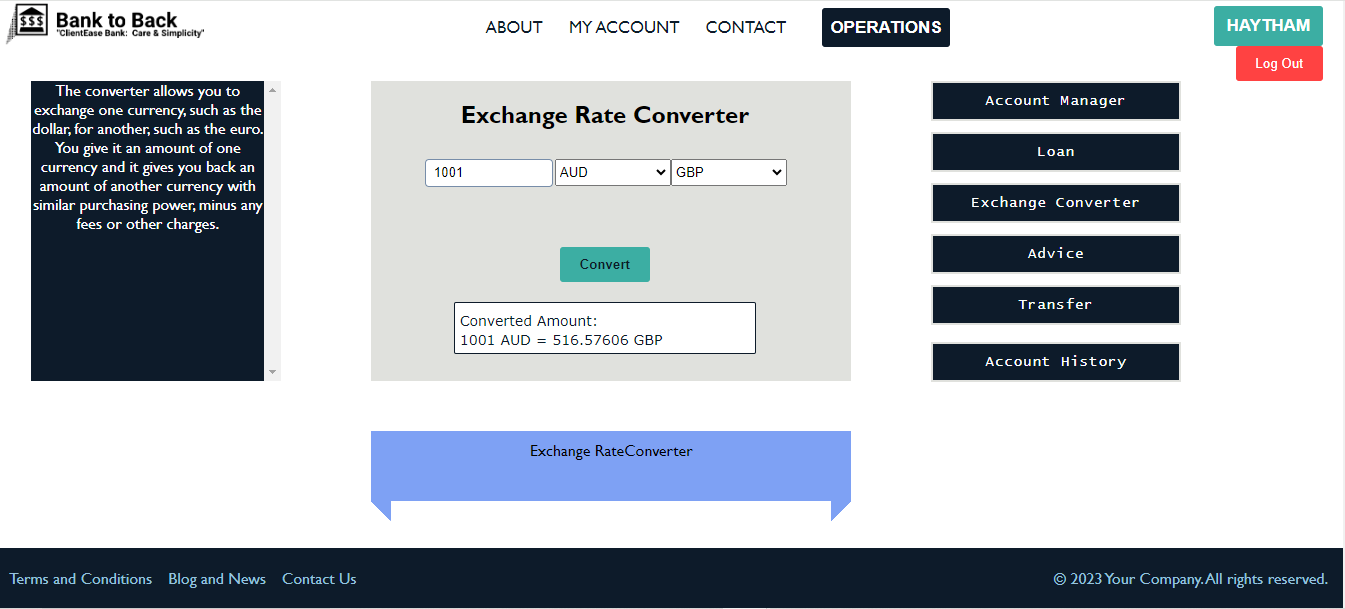 $$$
Bank to Back
"ClientEase Bank: Care & Simplicity"
ABOUT MY ACCOUNT CONTACT OPERATIONS
HAYTHAM
Log Out
The converter allows you to
exchange one currency, such as the
dollar, for another, such as the euro.
You give it an amount of one
currency and it gives you back an
amount of another currency with
similar purchasing power, minus any
fees or other charges.
Exchange Rate Converter
1001 AUD GBP
Convert
Converted Amount:
1001 AUD = 516.57606 GBP
Account Manager
Loan
Exchange Converter
Advice
Transfer
Account History
Exchange RateConverter
Terms and Conditions Blog and News Contact Us
© 2023 Your Company. All rights reserved.